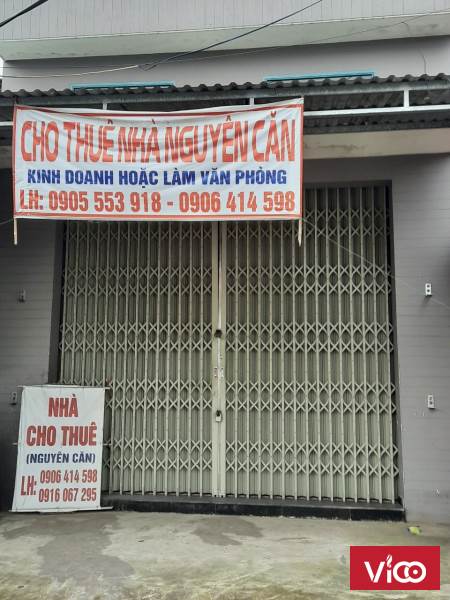 CHO THUÊ NHÀ NGUYÊN CĂN
KINH DOANH HOẶC LÀM VĂN PHÒNG
LH: 0905 553 918 - 0906 414 598
NHÀ
CHO THUÊ
(NGUYÊN CĂN)
LH: 0906 414 598
0916 067 295
Vioo